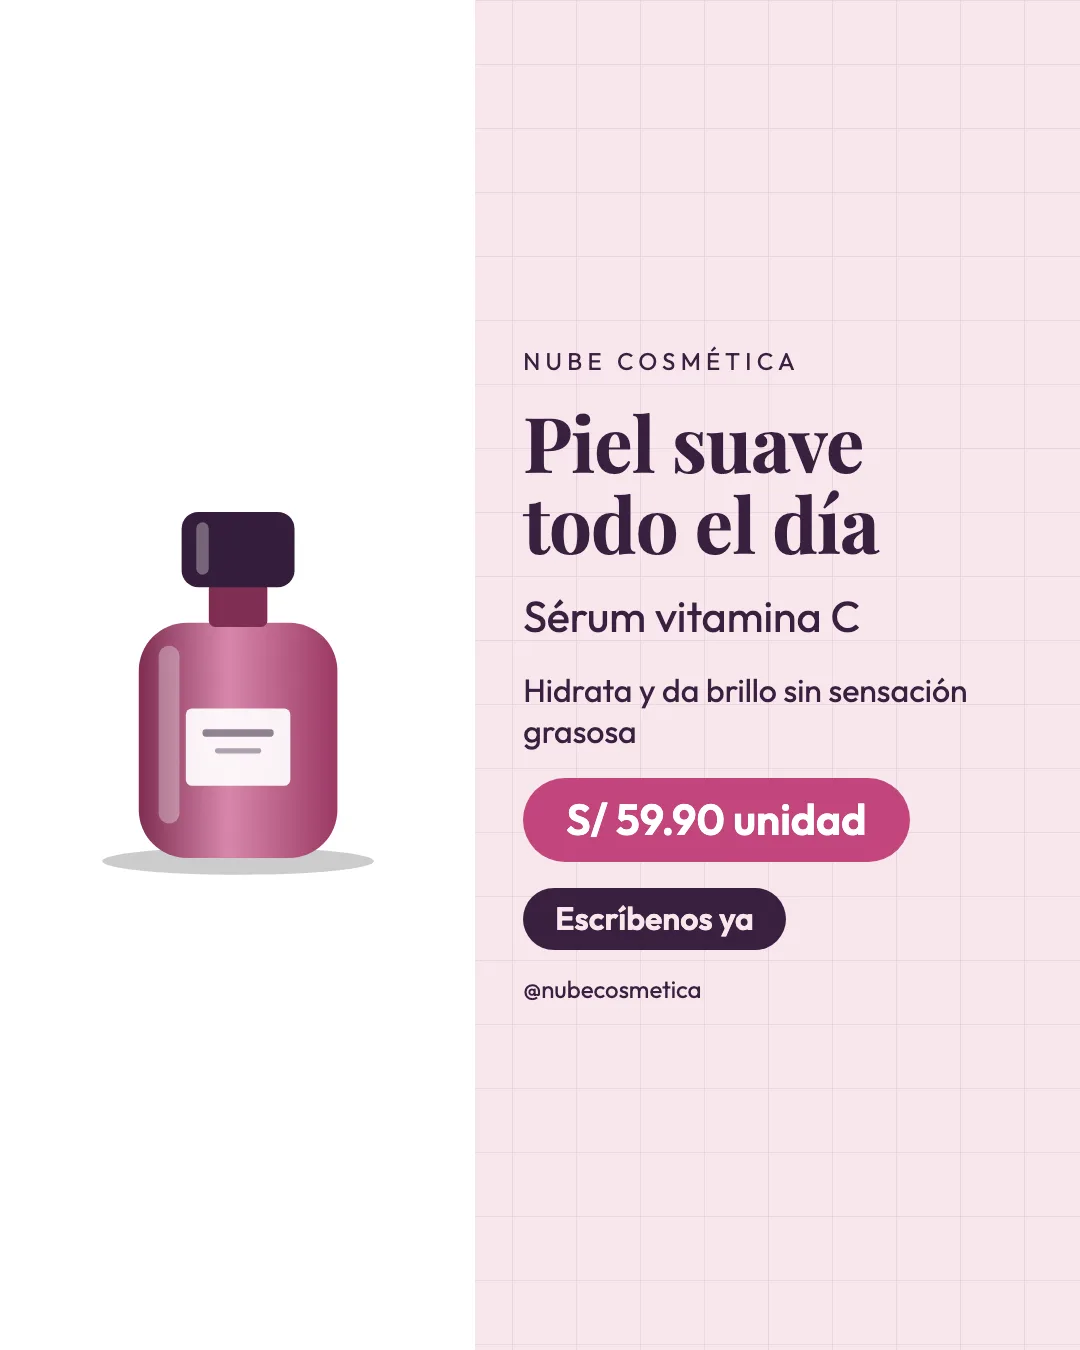 NUBE COSMÉTICA
Piel suave
todo el día
Sérum vitamina C
Hidrata y da brillo sin sensación
grasosa
S/ 59.90 unidad
Escríbenos ya
@nubecosmetica